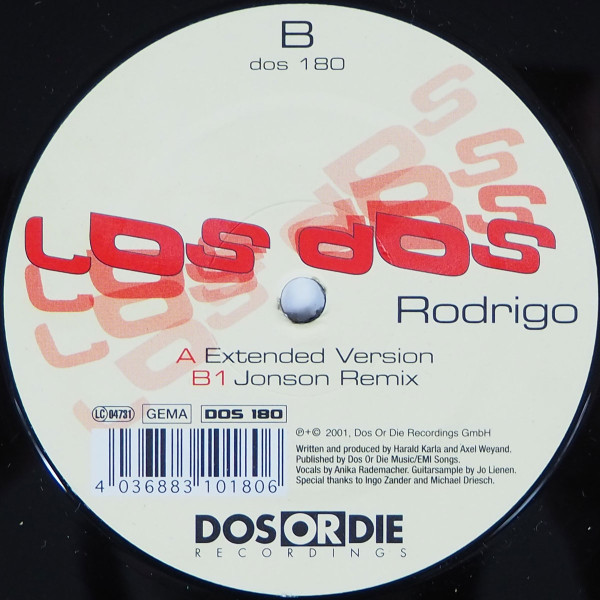 B
dos 180
LOS dOS
Rodrigo
A Extended Version
B1 Jonson Remix
LC 04731 GEMA DOS 180
℗+© 2001, Dos Or Die Recordings GmbH
Written and produced by Harald Karla and Axel Weyand.
Published by Dos Or Die Music/EMI Songs.
Vocals by Anika Rademacher. Guitarsample by Jo Lienen.
Special thanks to Ingo Zander and Michael Driesch.
4 036883 101806
DOS OR DIE
RECORDINGS